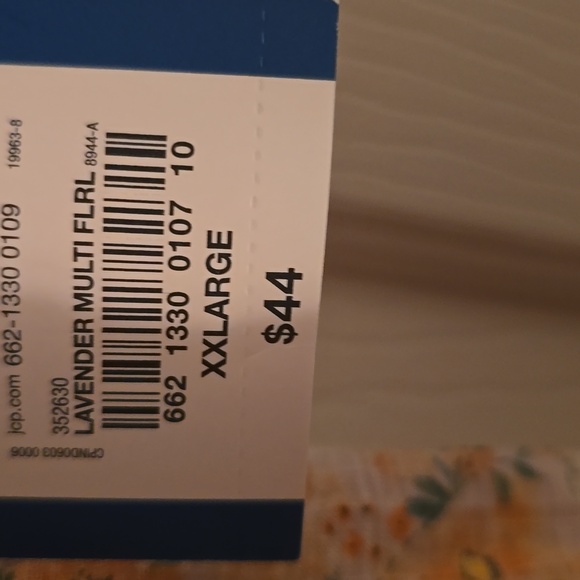 19963-8
jcp.com 662-1330 0109
352630
LAVENDER MULTI FLRL 8944-A
662 1330 0107 10
XXLARGE
$44
CPIND0603 0006